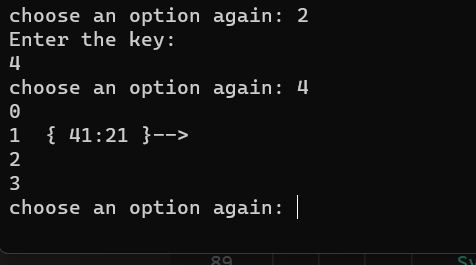 choose an option again: 2
Enter the key:
4
choose an option again: 4
0
1  { 41:21 }-->
2
3
choose an option again:
89